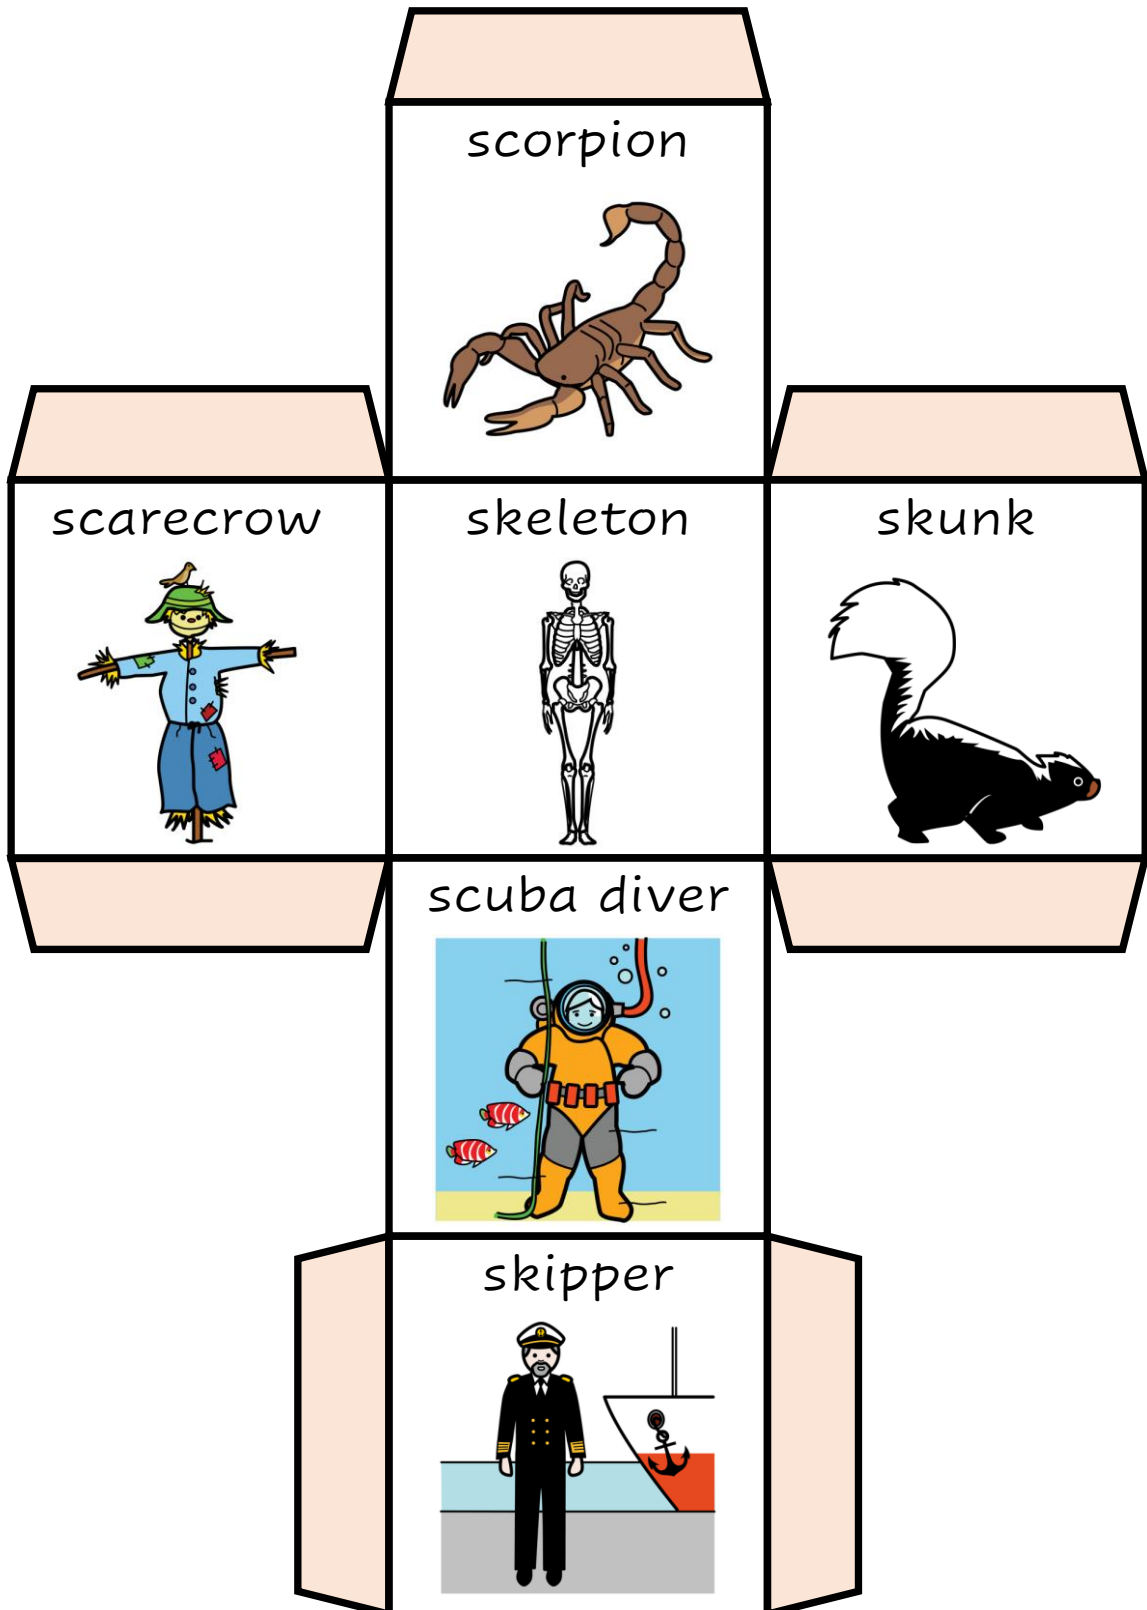 scorpion
scarecrow
skeleton
skunk
scuba diver
skipper